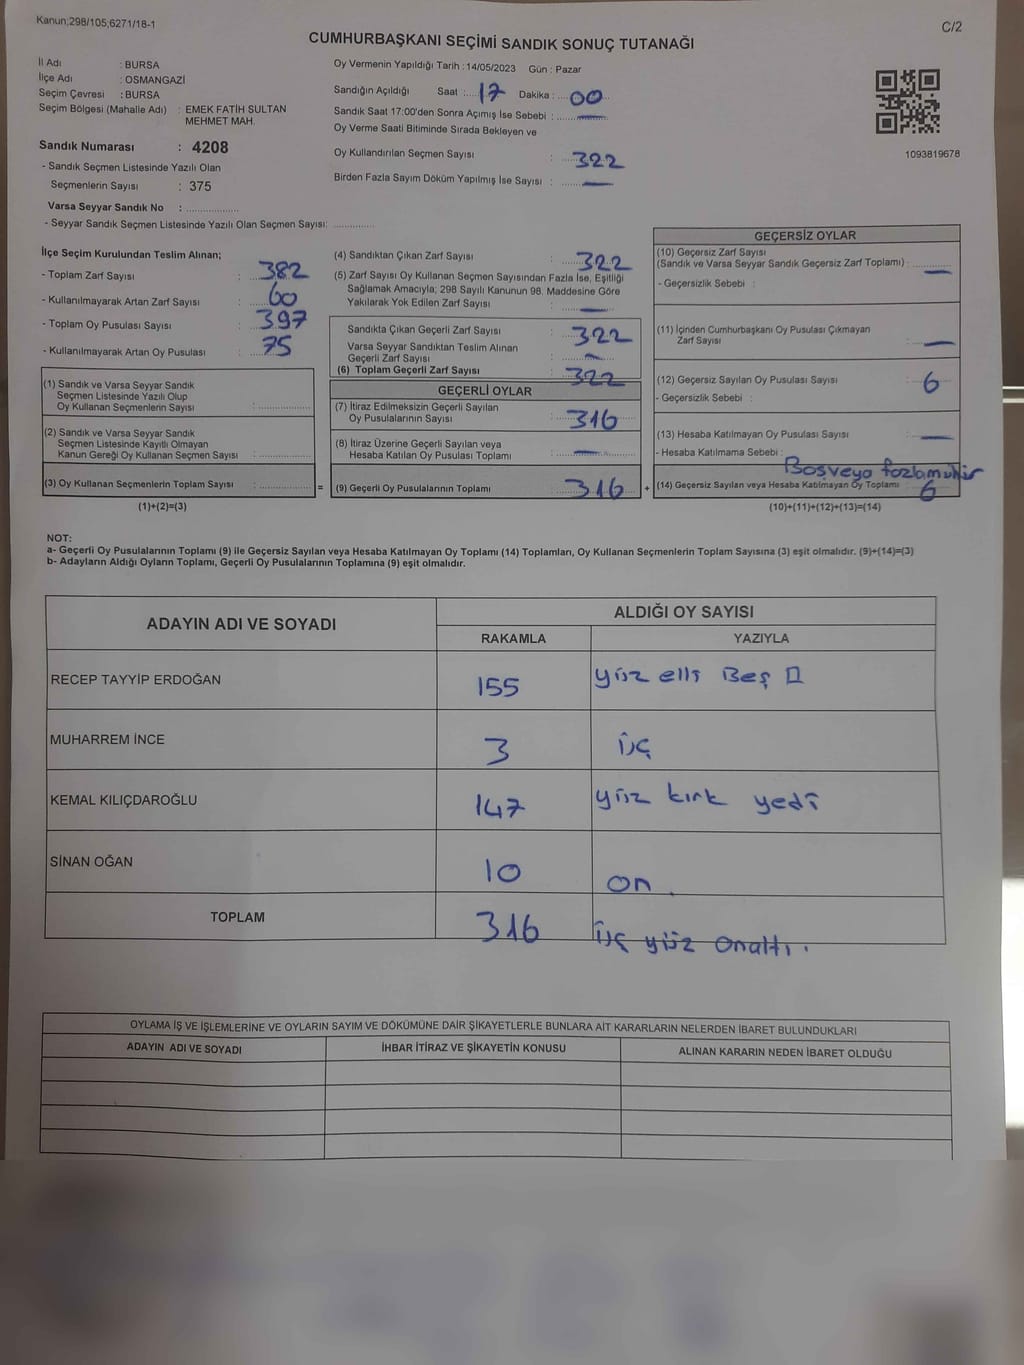 Kanun;298/105,6271/18-1
C/2
CUMHURBAŞKANI SEÇİMİ SANDIK SONUÇ TUTANAĞI
İl Adı : BURSA
İlçe Adı : OSMANGAZİ
Seçim Çevresi : BURSA
Seçim Bölgesi (Mahalle Adı) : EMEK FATİH SULTAN
MEHMET MAH.
Sandık Numarası : 4208
- Sandık Seçmen Listesinde Yazılı Olan
Seçmenlerin Sayısı : 375
Varsa Seyyar Sandık No : ..................
- Seyyar Sandık Seçmen Listesinde Yazılı Olan Seçmen Sayısı: ..............
Oy Vermenin Yapıldığı Tarih : 14/05/2023 Gün : Pazar
Sandığın Açıldığı Saat : 17 Dakika : 00
Sandık Saat 17:00'den Sonra Açımış İse Sebebi : —
Oy Verme Saati Bitiminde Sırada Bekleyen ve
Oy Kullandırılan Seçmen Sayısı : 322
Birden Fazla Sayım Döküm Yapılmış İse Sayısı : —
1093819678
İlçe Seçim Kurulundan Teslim Alınan;
- Toplam Zarf Sayısı : 382
- Kullanılmayarak Artan Zarf Sayısı : 60
- Toplam Oy Pusulası Sayısı : 397
- Kullanılmayarak Artan Oy Pusulası : 75
(1) Sandık ve Varsa Seyyar Sandık
Seçmen Listesinde Yazılı Olup
Oy Kullanan Seçmenlerin Sayısı : ..............
(2) Sandık ve Varsa Seyyar Sandık
Seçmen Listesinde Kayıtlı Olmayan
Kanun Gereği Oy Kullanan Seçmen Sayısı : ..............
(3) Oy Kullanan Seçmenlerin Toplam Sayısı : .............. =
(1)+(2)=(3)
(4) Sandıktan Çıkan Zarf Sayısı : 322
(5) Zarf Sayısı Oy Kullanan Seçmen Sayısından Fazla İse, Eşitliği
Sağlamak Amacıyla; 298 Sayılı Kanunun 98. Maddesine Göre
Yakılarak Yok Edilen Zarf Sayısı : —
Sandıkta Çıkan Geçerli Zarf Sayısı : 322
Varsa Seyyar Sandıktan Teslim Alınan
Geçerli Zarf Sayısı : —
(6) Toplam Geçerli Zarf Sayısı : 322
GEÇERLİ OYLAR
(7) İtiraz Edilmeksizin Geçerli Sayılan
Oy Pusulalarının Sayısı : 316
(8) İtiraz Üzerine Geçerli Sayılan veya
Hesaba Katılan Oy Pusulası Toplamı : —
(9) Geçerli Oy Pusulalarının Toplamı : 316 +
GEÇERSİZ OYLAR
(10) Geçersiz Zarf Sayısı
(Sandık ve Varsa Seyyar Sandık Geçersiz Zarf Toplamı) : —
- Geçersizlik Sebebi :
(11) İçinden Cumhurbaşkanı Oy Pusulası Çıkmayan
Zarf Sayısı : —
(12) Geçersiz Sayılan Oy Pusulası Sayısı : 6
- Geçersizlik Sebebi :
(13) Hesaba Katılmayan Oy Pusulası Sayısı : —
- Hesaba Katılmama Sebebi :
Boş veya fazla mühür
(14) Geçersiz Sayılan veya Hesaba Katılmayan Oy Toplamı : 6
(10)+(11)+(12)+(13)=(14)
NOT:
a- Geçerli Oy Pusulalarının Toplamı (9) ile Geçersiz Sayılan veya Hesaba Katılmayan Oy Toplamı (14) Toplamları, Oy Kullanan Seçmenlerin Toplam Sayısına (3) eşit olmalıdır. (9)+(14)=(3)
b- Adayların Aldığı Oyların Toplamı, Geçerli Oy Pusulalarının Toplamına (9) eşit olmalıdır.
ADAYIN ADI VE SOYADI ALDIĞI OY SAYISI
RAKAMLA YAZIYLA
RECEP TAYYİP ERDOĞAN 155 yüz elli Beş
MUHARREM İNCE 3 üç
KEMAL KILIÇDAROĞLU 147 yüz kırk yedi
SİNAN OĞAN 10 on.
TOPLAM 316 üç yüz onaltı.
OYLAMA İŞ VE İŞLEMLERİNE VE OYLARIN SAYIM VE DÖKÜMÜNE DAİR ŞİKAYETLERLE BUNLARA AİT KARARLARIN NELERDEN İBARET BULUNDUKLARI
ADAYIN ADI VE SOYADI İHBAR İTİRAZ VE ŞİKAYETİN KONUSU ALINAN KARARIN NEDEN İBARET OLDUĞU